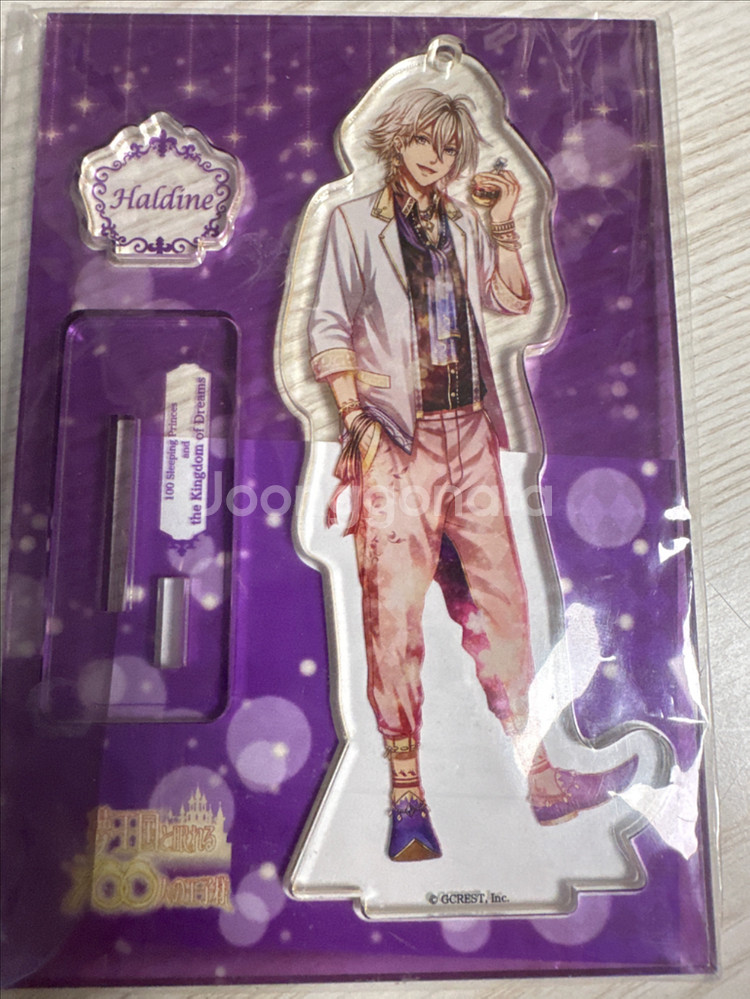 Haldine
100 Sleeping Princes
and
the Kingdom of Dreams
Joonggonara
王国と眠れる
100人の王子様
© GCREST, Inc.